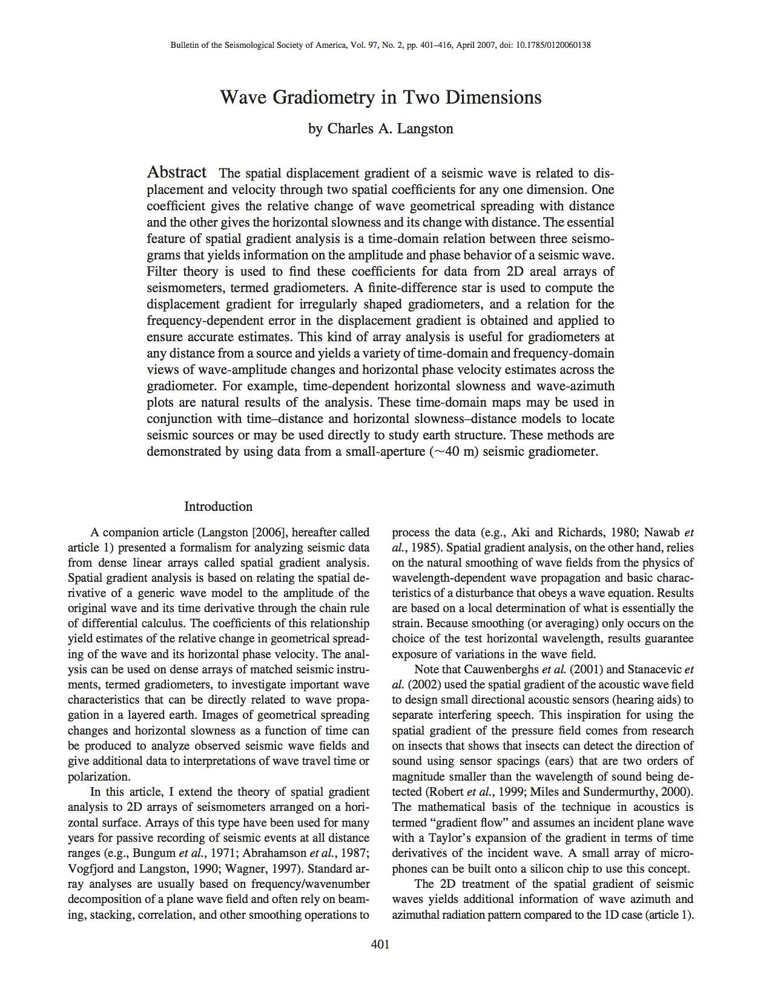 Bulletin of the Seismological Society of America, Vol. 97, No. 2, pp. 401–416, April 2007, doi: 10.1785/0120060138
Wave Gradiometry in Two Dimensions
by Charles A. Langston
Abstract The spatial displacement gradient of a seismic wave is related to dis-
placement and velocity through two spatial coefficients for any one dimension. One
coefficient gives the relative change of wave geometrical spreading with distance
and the other gives the horizontal slowness and its change with distance. The essential
feature of spatial gradient analysis is a time-domain relation between three seismo-
grams that yields information on the amplitude and phase behavior of a seismic wave.
Filter theory is used to find these coefficients for data from 2D areal arrays of
seismometers, termed gradiometers. A finite-difference star is used to compute the
displacement gradient for irregularly shaped gradiometers, and a relation for the
frequency-dependent error in the displacement gradient is obtained and applied to
ensure accurate estimates. This kind of array analysis is useful for gradiometers at
any distance from a source and yields a variety of time-domain and frequency-domain
views of wave-amplitude changes and horizontal phase velocity estimates across the
gradiometer. For example, time-dependent horizontal slowness and wave-azimuth
plots are natural results of the analysis. These time-domain maps may be used in
conjunction with time–distance and horizontal slowness–distance models to locate
seismic sources or may be used directly to study earth structure. These methods are
demonstrated by using data from a small-aperture (~40 m) seismic gradiometer.
Introduction
A companion article (Langston [2006], hereafter called
article 1) presented a formalism for analyzing seismic data
from dense linear arrays called spatial gradient analysis.
Spatial gradient analysis is based on relating the spatial de-
rivative of a generic wave model to the amplitude of the
original wave and its time derivative through the chain rule
of differential calculus. The coefficients of this relationship
yield estimates of the relative change in geometrical spread-
ing of the wave and its horizontal phase velocity. The anal-
ysis can be used on dense arrays of matched seismic instru-
ments, termed gradiometers, to investigate important wave
characteristics that can be directly related to wave propa-
gation in a layered earth. Images of geometrical spreading
changes and horizontal slowness as a function of time can
be produced to analyze observed seismic wave fields and
give additional data to interpretations of wave travel time or
polarization.
In this article, I extend the theory of spatial gradient
analysis to 2D arrays of seismometers arranged on a hori-
zontal surface. Arrays of this type have been used for many
years for passive recording of seismic events at all distance
ranges (e.g., Bungum et al., 1971; Abrahamson et al., 1987;
Vogfjord and Langston, 1990; Wagner, 1997). Standard ar-
ray analyses are usually based on frequency/wavenumber
decomposition of a plane wave field and often rely on beam-
ing, stacking, correlation, and other smoothing operations to
process the data (e.g., Aki and Richards, 1980; Nawab et
al., 1985). Spatial gradient analysis, on the other hand, relies
on the natural smoothing of wave fields from the physics of
wavelength-dependent wave propagation and basic charac-
teristics of a disturbance that obeys a wave equation. Results
are based on a local determination of what is essentially the
strain. Because smoothing (or averaging) only occurs on the
choice of the test horizontal wavelength, results guarantee
exposure of variations in the wave field.
Note that Cauwenberghs et al. (2001) and Stanacevic et
al. (2002) used the spatial gradient of the acoustic wave field
to design small directional acoustic sensors (hearing aids) to
separate interfering speech. This inspiration for using the
spatial gradient of the pressure field comes from research
on insects that shows that insects can detect the direction of
sound using sensor spacings (ears) that are two orders of
magnitude smaller than the wavelength of sound being de-
tected (Robert et al., 1999; Miles and Sundermurthy, 2000).
The mathematical basis of the technique in acoustics is
termed “gradient flow” and assumes an incident plane wave
with a Taylor’s expansion of the gradient in terms of time
derivatives of the incident wave. A small array of micro-
phones can be built onto a silicon chip to use this concept.
The 2D treatment of the spatial gradient of seismic
waves yields additional information of wave azimuth and
azimuthal radiation pattern compared to the 1D case (article 1).
401